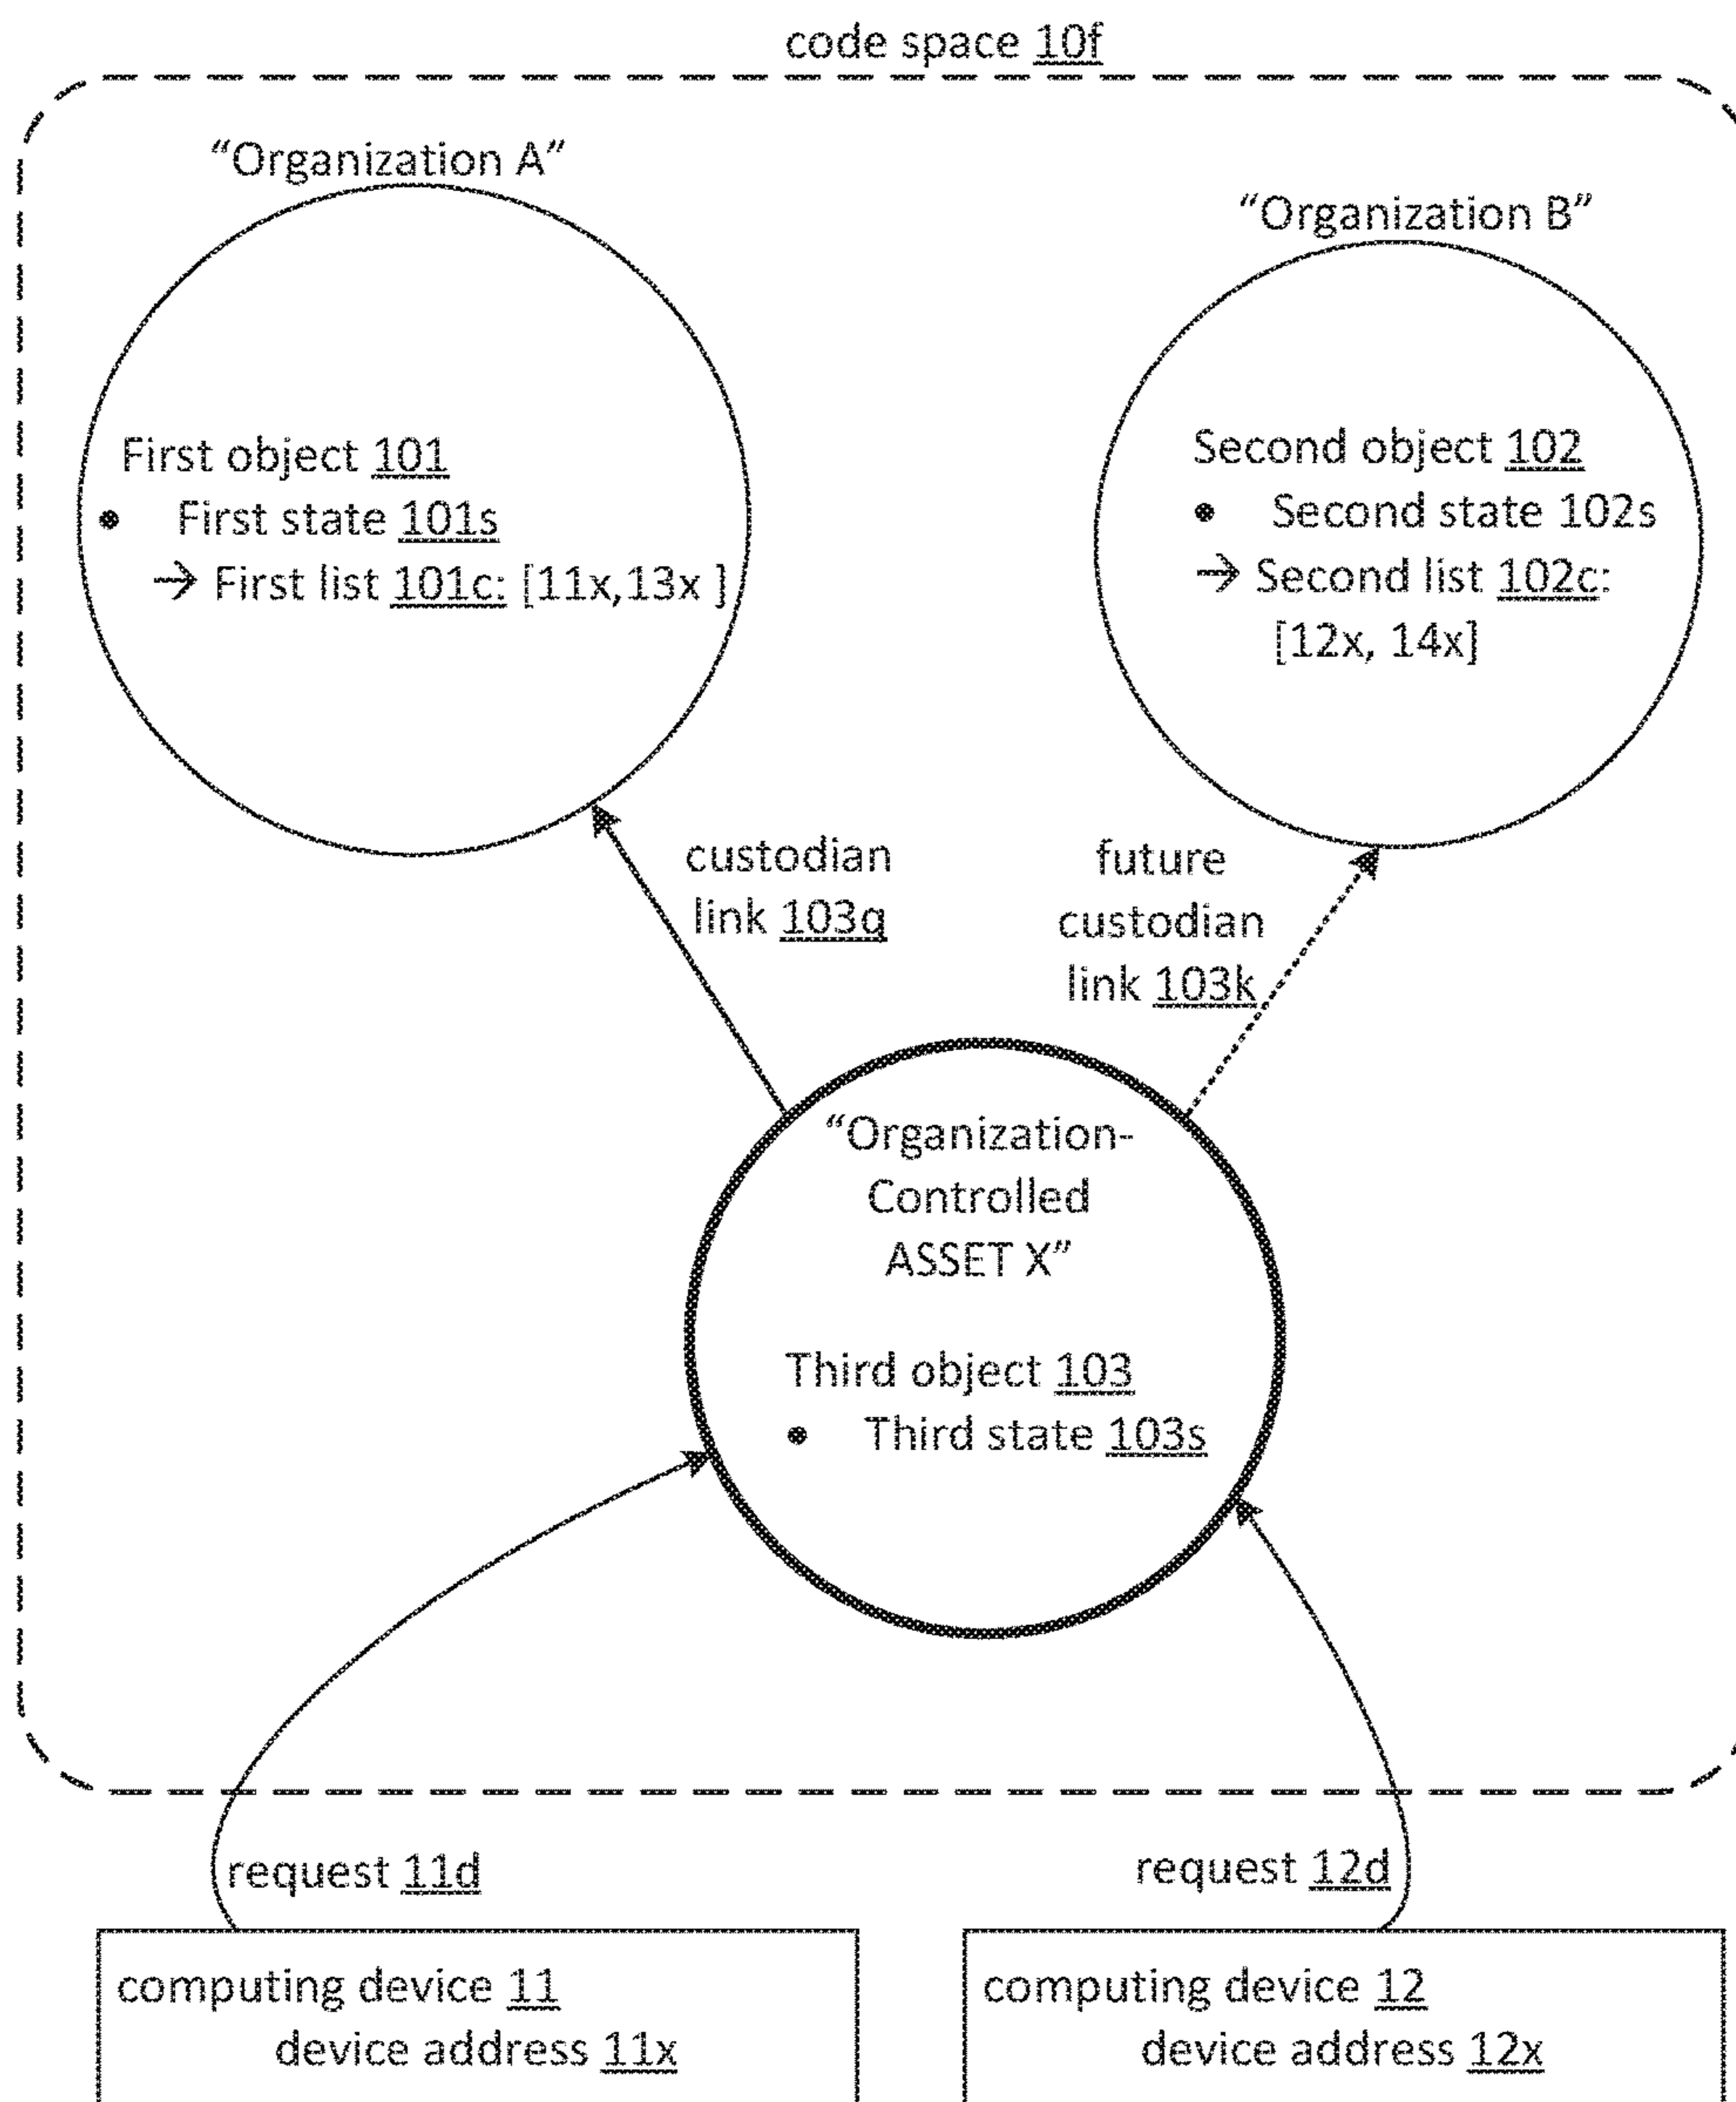 code space 10f
“Organization A”
“Organization B”
First object 101
• First state 101s
→ First list 101c: [11x,13x ]
Second object 102
• Second state 102s
→ Second list 102c:
[12x, 14x]
custodian
link 103q
future
custodian
link 103k
“Organization-
Controlled
ASSET X”
Third object 103
• Third state 103s
request 11d
request 12d
computing device 11
device address 11x
computing device 12
device address 12x